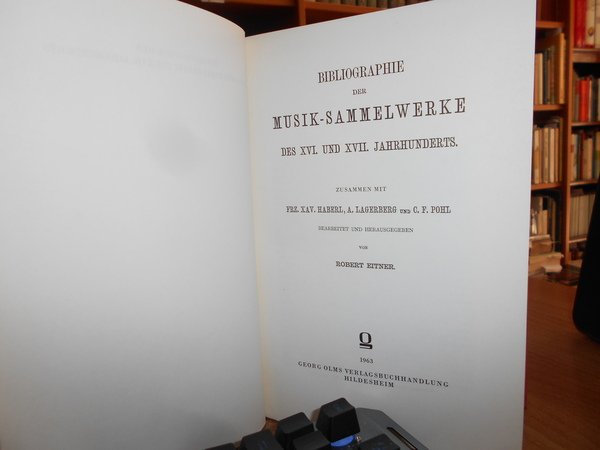 BIBLIOGRAPHIE
DER
MUSIK-SAMMELWERKE
DES XVI. UND XVII. JAHRHUNDERTS.
ZUSAMMEN MIT
FRZ. XAV. HABERL, A. LAGERBERG UND C. F. POHL
BEARBEITET UND HERAUSGEGEBEN
VON
ROBERT EITNER.
1963
GEORG OLMS VERLAGSBUCHHANDLUNG
HILDESHEIM